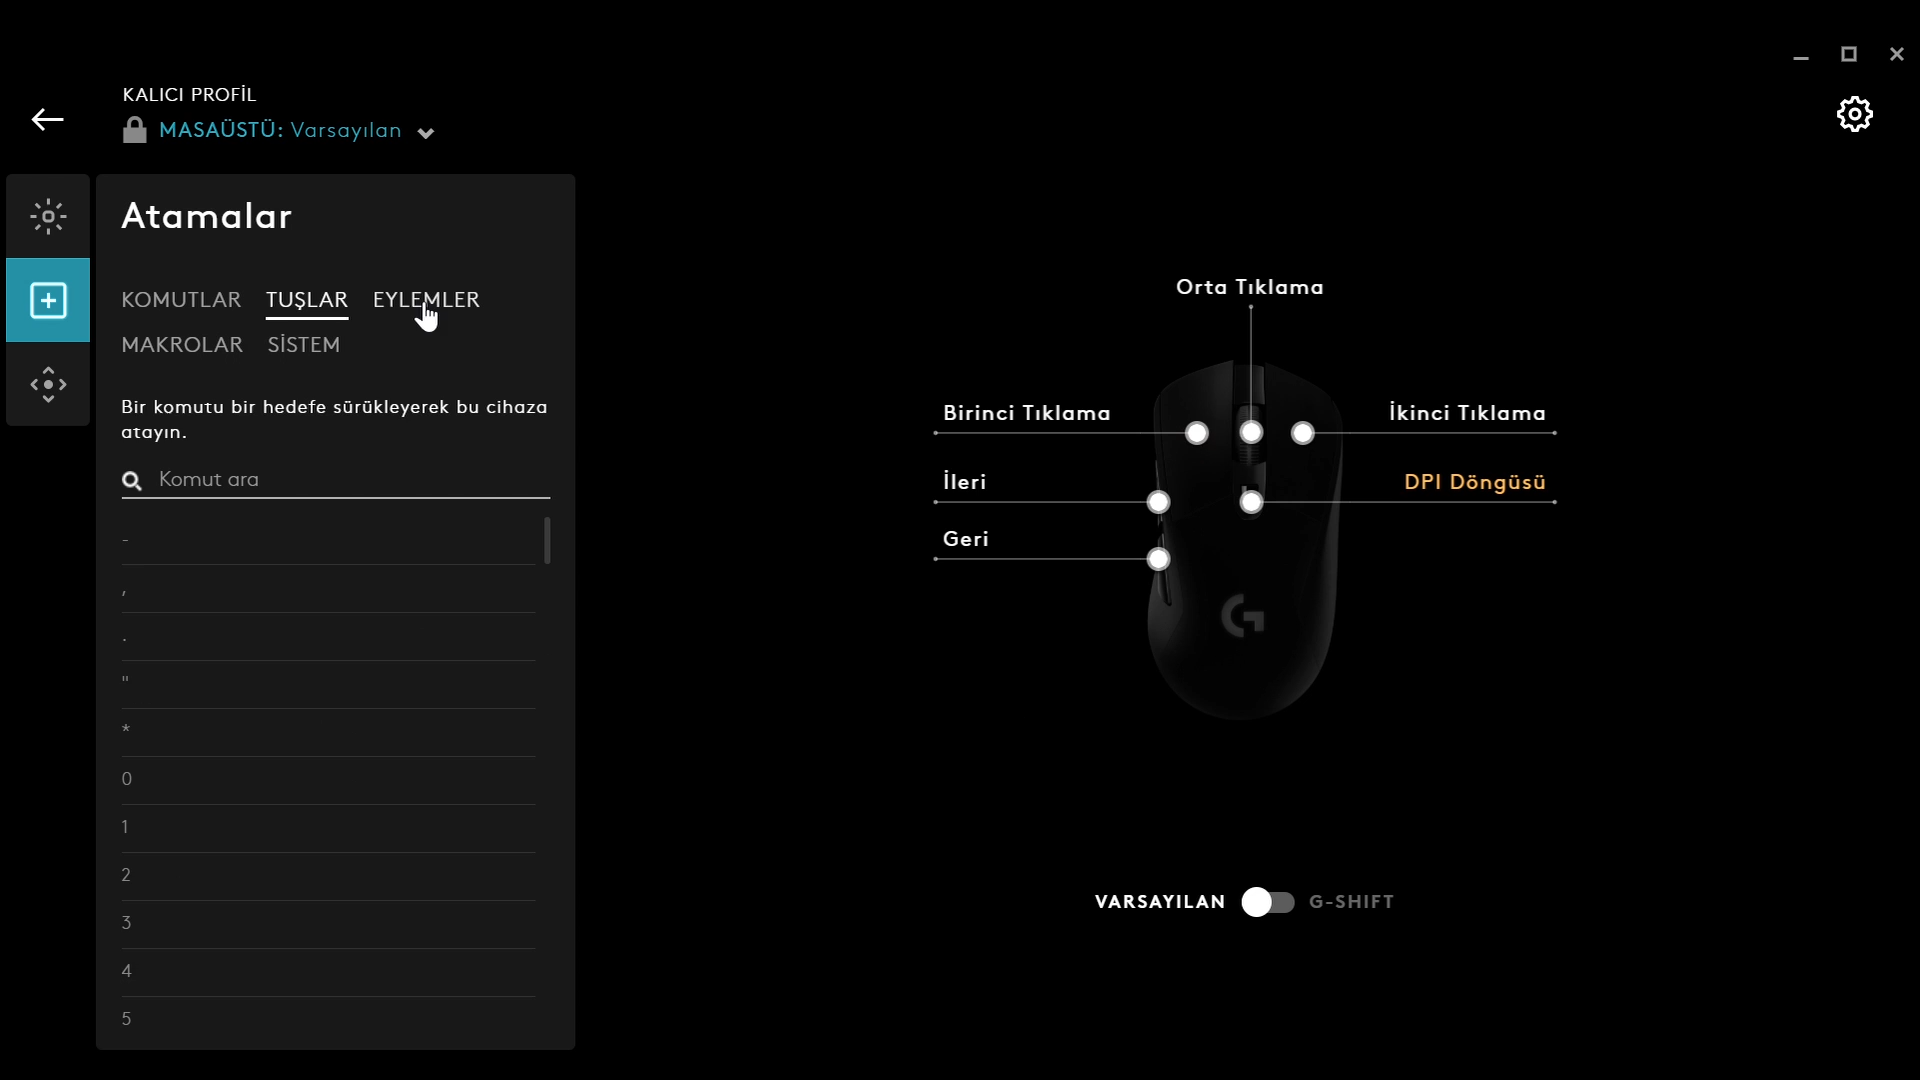 KALICI PROFİL
MASAÜSTÜ: Varsayılan
Atamalar
KOMUTLAR TUŞLAR EYLEMLER
MAKROLAR SİSTEM
Bir komutu bir hedefe sürükleyerek bu cihaza
atayın.
Komut ara
-
,
.
"
*
0
1
2
3
4
5
Orta Tıklama
Birinci Tıklama
İkinci Tıklama
İleri
DPI Döngüsü
Geri
VARSAYILAN G-SHIFT